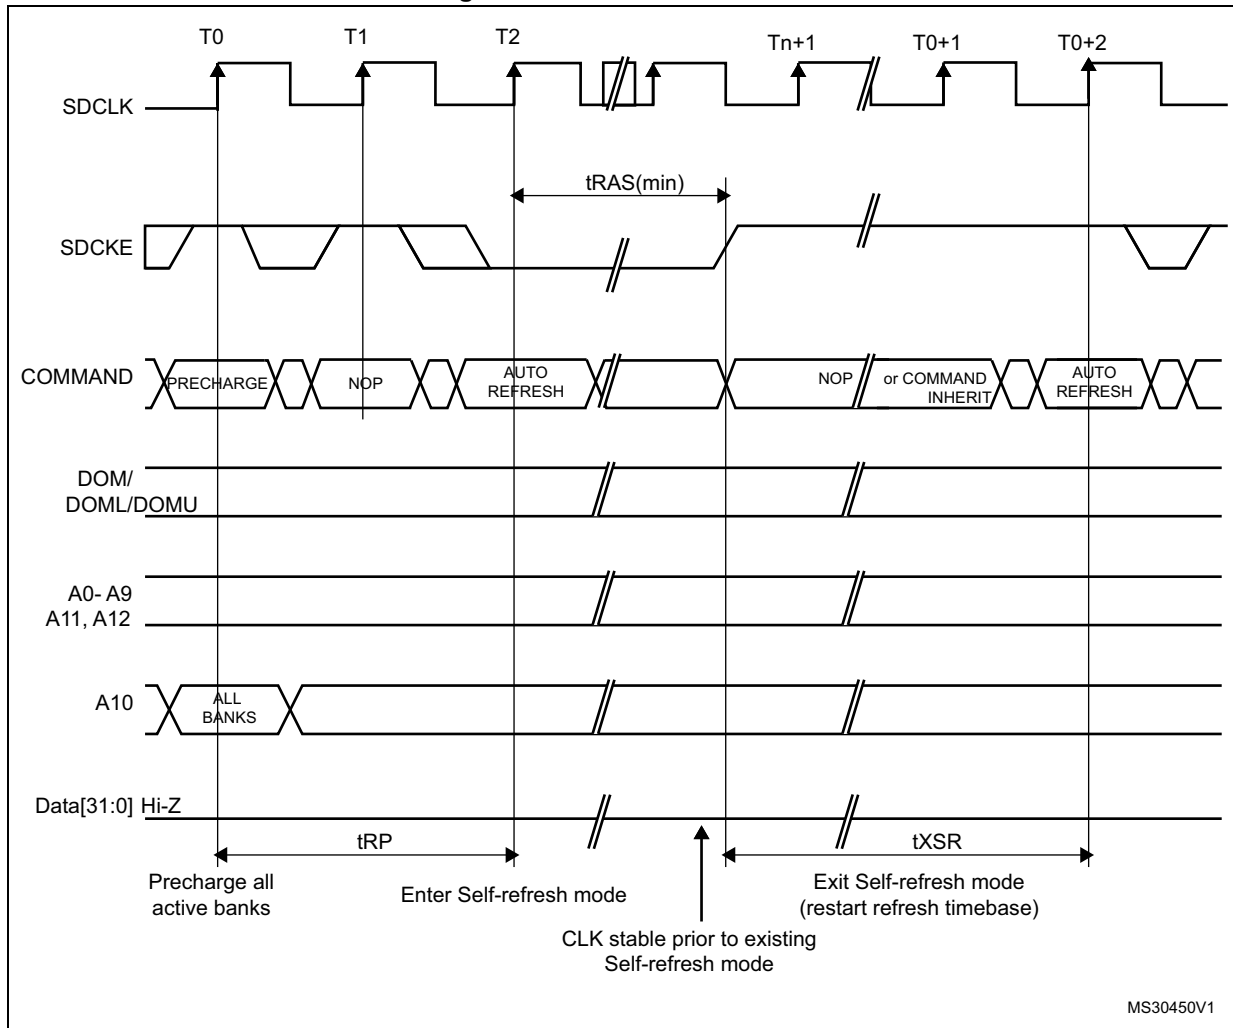 T0 T1 T2 Tn+1 T0+1 T0+2
SDCLK
tRAS(min)
SDCKE
COMMAND
PRECHARGE
NOP
AUTO
REFRESH
NOP
or COMMAND
INHERIT
AUTO
REFRESH
DOM/
DOML/DOMU
A0- A9
A11, A12
A10
ALL
BANKS
Data[31:0] Hi-Z
tRP
tXSR
Precharge all
active banks
Enter Self-refresh mode
Exit Self-refresh mode
(restart refresh timebase)
CLK stable prior to existing
Self-refresh mode
MS30450V1